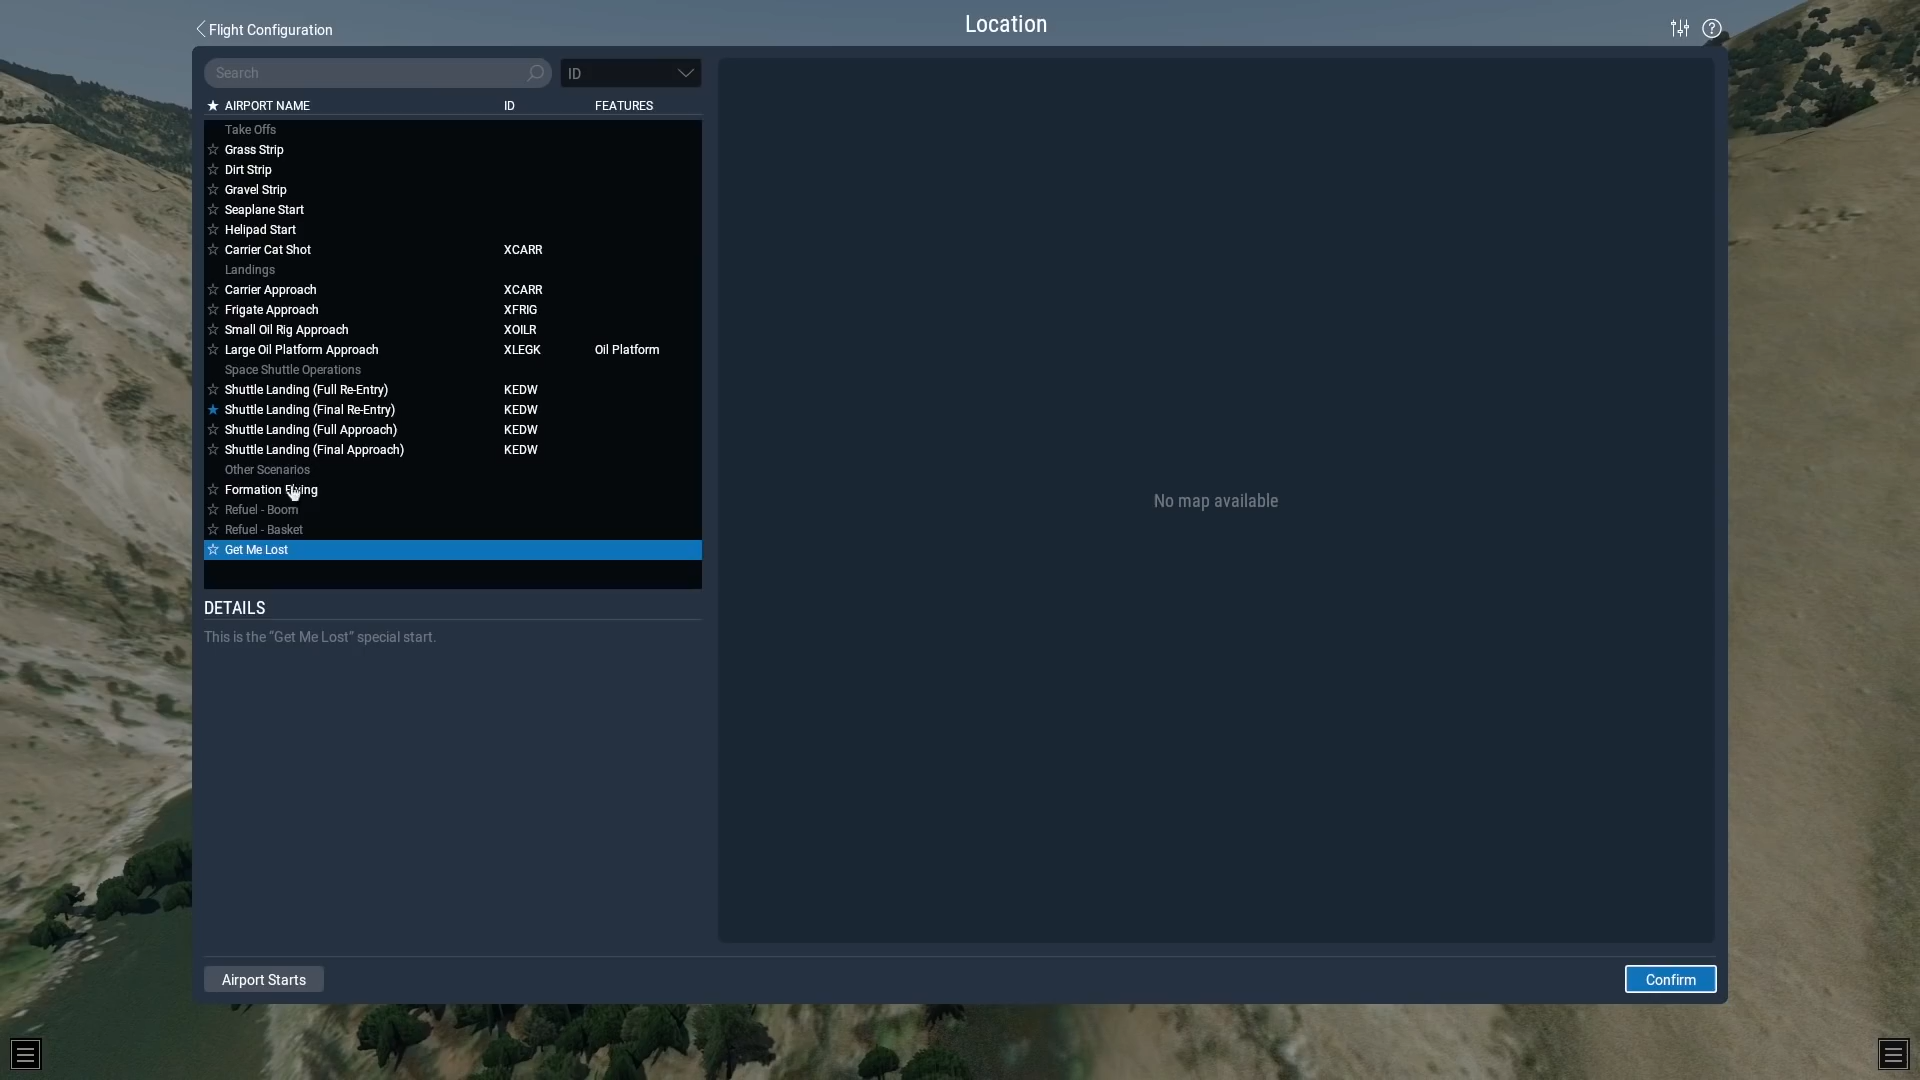 Flight Configuration
Location
Search
ID
AIRPORT NAME ID FEATURES
Take Offs
Grass Strip
Dirt Strip
Gravel Strip
Seaplane Start
Helipad Start
Carrier Cat Shot XCARR
Landings
Carrier Approach XCARR
Frigate Approach XFRIG
Small Oil Rig Approach XOILR
Large Oil Platform Approach XLEGK Oil Platform
Space Shuttle Operations
Shuttle Landing (Full Re-Entry) KEDW
Shuttle Landing (Final Re-Entry) KEDW
Shuttle Landing (Full Approach) KEDW
Shuttle Landing (Final Approach) KEDW
Other Scenarios
Formation Flying
Refuel - Boom
Refuel - Basket
Get Me Lost
No map available
DETAILS
This is the “Get Me Lost” special start.
Airport Starts
Confirm